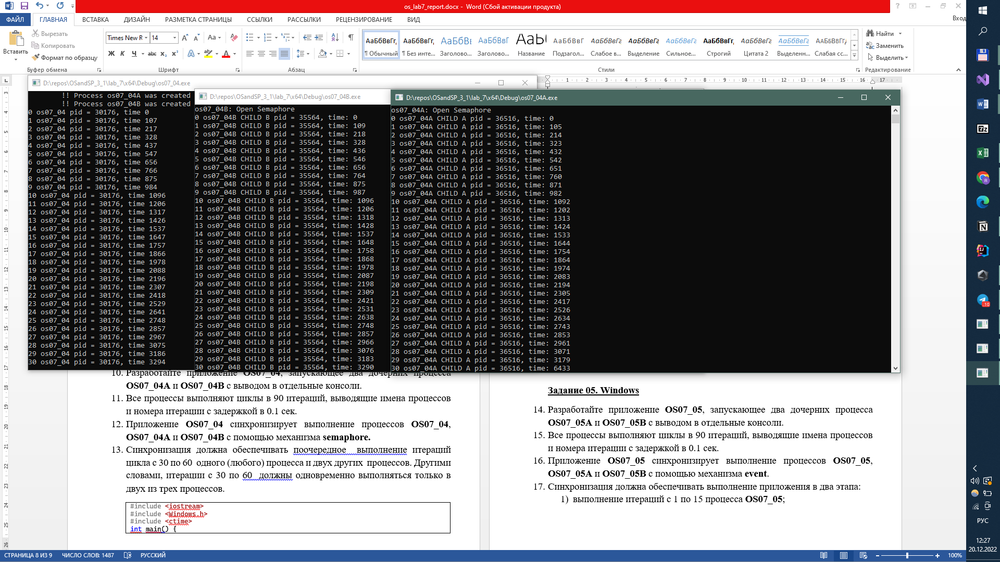 os_lab7_report.docx - Word (Сбой активации продукта)
ФАЙЛ ГЛАВНАЯ ВСТАВКА ДИЗАЙН РАЗМЕТКА СТРАНИЦЫ ССЫЛКИ РАССЫЛКИ РЕЦЕНЗИРОВАНИЕ ВИД Вход
Вставить
Вырезать
Копировать
Формат по образцу
Буфер обмена
Times New R 14
Ж К Ч abc x₂ x²
Шрифт
Абзац
АаБбВвГг, АаБбВвГг, АаБбВв АаБбВвГ АаБ АаБбВвГ АаБбВвГг АаБбВвГг АаБбВвГг АаБбВвГг, АаБбВвГг АаБбВвГг АаБбВвГг
¶ Обычный ¶ Без инте... Заголово... Заголово... Название Подзагол... Слабое в... Выделение Сильное... Строгий Цитата 2 Выделенн... Слабая сс...
Стили
Найти
Заменить
Выделить
Редактирование
D:\repos\OSandSP_3_1\lab_7\x64\Debug\os07_04.exe
!! Process os07_04A was created
!! Process os07_04B was created
0 os07_04 pid = 30176, time 0
1 os07_04 pid = 30176, time 107
2 os07_04 pid = 30176, time 217
3 os07_04 pid = 30176, time 328
4 os07_04 pid = 30176, time 437
5 os07_04 pid = 30176, time 547
6 os07_04 pid = 30176, time 656
7 os07_04 pid = 30176, time 766
8 os07_04 pid = 30176, time 875
9 os07_04 pid = 30176, time 984
10 os07_04 pid = 30176, time 1096
11 os07_04 pid = 30176, time 1206
12 os07_04 pid = 30176, time 1317
13 os07_04 pid = 30176, time 1426
14 os07_04 pid = 30176, time 1537
15 os07_04 pid = 30176, time 1647
16 os07_04 pid = 30176, time 1757
17 os07_04 pid = 30176, time 1866
18 os07_04 pid = 30176, time 1978
19 os07_04 pid = 30176, time 2088
20 os07_04 pid = 30176, time 2196
21 os07_04 pid = 30176, time 2307
22 os07_04 pid = 30176, time 2418
23 os07_04 pid = 30176, time 2529
24 os07_04 pid = 30176, time 2641
25 os07_04 pid = 30176, time 2748
26 os07_04 pid = 30176, time 2857
27 os07_04 pid = 30176, time 2967
28 os07_04 pid = 30176, time 3075
29 os07_04 pid = 30176, time 3186
30 os07_04 pid = 30176, time 3294
D:\repos\OSandSP_3_1\lab_7\x64\Debug\os07_04B.exe
os07_04B: Open Semaphore
0 os07_04B CHILD B pid = 35564, time: 0
1 os07_04B CHILD B pid = 35564, time: 109
2 os07_04B CHILD B pid = 35564, time: 218
3 os07_04B CHILD B pid = 35564, time: 328
4 os07_04B CHILD B pid = 35564, time: 436
5 os07_04B CHILD B pid = 35564, time: 546
6 os07_04B CHILD B pid = 35564, time: 656
7 os07_04B CHILD B pid = 35564, time: 764
8 os07_04B CHILD B pid = 35564, time: 875
9 os07_04B CHILD B pid = 35564, time: 987
10 os07_04B CHILD B pid = 35564, time: 1096
11 os07_04B CHILD B pid = 35564, time: 1206
12 os07_04B CHILD B pid = 35564, time: 1318
13 os07_04B CHILD B pid = 35564, time: 1428
14 os07_04B CHILD B pid = 35564, time: 1537
15 os07_04B CHILD B pid = 35564, time: 1648
16 os07_04B CHILD B pid = 35564, time: 1758
17 os07_04B CHILD B pid = 35564, time: 1868
18 os07_04B CHILD B pid = 35564, time: 1978
19 os07_04B CHILD B pid = 35564, time: 2087
20 os07_04B CHILD B pid = 35564, time: 2198
21 os07_04B CHILD B pid = 35564, time: 2309
22 os07_04B CHILD B pid = 35564, time: 2421
23 os07_04B CHILD B pid = 35564, time: 2531
24 os07_04B CHILD B pid = 35564, time: 2638
25 os07_04B CHILD B pid = 35564, time: 2748
26 os07_04B CHILD B pid = 35564, time: 2857
27 os07_04B CHILD B pid = 35564, time: 2966
28 os07_04B CHILD B pid = 35564, time: 3076
29 os07_04B CHILD B pid = 35564, time: 3183
30 os07_04B CHILD B pid = 35564, time: 3290
D:\repos\OSandSP_3_1\lab_7\x64\Debug\os07_04A.exe
os07_04A: Open Semaphore
0 os07_04A CHILD A pid = 36516, time: 0
1 os07_04A CHILD A pid = 36516, time: 105
2 os07_04A CHILD A pid = 36516, time: 214
3 os07_04A CHILD A pid = 36516, time: 323
4 os07_04A CHILD A pid = 36516, time: 432
5 os07_04A CHILD A pid = 36516, time: 542
6 os07_04A CHILD A pid = 36516, time: 651
7 os07_04A CHILD A pid = 36516, time: 760
8 os07_04A CHILD A pid = 36516, time: 871
9 os07_04A CHILD A pid = 36516, time: 982
10 os07_04A CHILD A pid = 36516, time: 1092
11 os07_04A CHILD A pid = 36516, time: 1202
12 os07_04A CHILD A pid = 36516, time: 1313
13 os07_04A CHILD A pid = 36516, time: 1424
14 os07_04A CHILD A pid = 36516, time: 1533
15 os07_04A CHILD A pid = 36516, time: 1644
16 os07_04A CHILD A pid = 36516, time: 1754
17 os07_04A CHILD A pid = 36516, time: 1864
18 os07_04A CHILD A pid = 36516, time: 1974
19 os07_04A CHILD A pid = 36516, time: 2083
20 os07_04A CHILD A pid = 36516, time: 2194
21 os07_04A CHILD A pid = 36516, time: 2305
22 os07_04A CHILD A pid = 36516, time: 2417
23 os07_04A CHILD A pid = 36516, time: 2526
24 os07_04A CHILD A pid = 36516, time: 2634
25 os07_04A CHILD A pid = 36516, time: 2743
26 os07_04A CHILD A pid = 36516, time: 2853
27 os07_04A CHILD A pid = 36516, time: 2961
28 os07_04A CHILD A pid = 36516, time: 3071
29 os07_04A CHILD A pid = 36516, time: 3179
30 os07_04A CHILD A pid = 36516, time: 6433
10. Разработайте приложение OS07_04, запускающее два дочерних процесса
OS07_04A и OS07_04B с выводом в отдельные консоли.
11. Все процессы выполняют циклы в 90 итераций, выводящие имена процессов
и номера итерации с задержкой в 0.1 сек.
12. Приложение OS07_04 синхронизирует выполнение процессов OS07_04,
OS07_04A и OS07_04B с помощью механизма semaphore.
13. Синхронизация должна обеспечивать поочередное выполнение итераций
цикла с 30 по 60 одного (любого) процесса и двух других процессов. Другими
словами, итерации с 30 по 60 должны одновременно выполняться только в
двух из трех процессов.
#include <iostream>
#include <Windows.h>
#include <ctime>
int main() {
Задание 05. Windows
14. Разработайте приложение OS07_05, запускающее два дочерних процесса
OS07_05A и OS07_05B с выводом в отдельные консоли.
15. Все процессы выполняют циклы в 90 итераций, выводящие имена процессов
и номера итерации с задержкой в 0.1 сек.
16. Приложение OS07_05 синхронизирует выполнение процессов OS07_05,
OS07_05A и OS07_05B с помощью механизма event.
17. Синхронизация должна обеспечивать выполнение приложения в два этапа:
1) выполнение итераций с 1 по 15 процесса OS07_05;
СТРАНИЦА 8 ИЗ 9 ЧИСЛО СЛОВ: 1487 РУССКИЙ 100%
РУС
12:27
20.12.2022